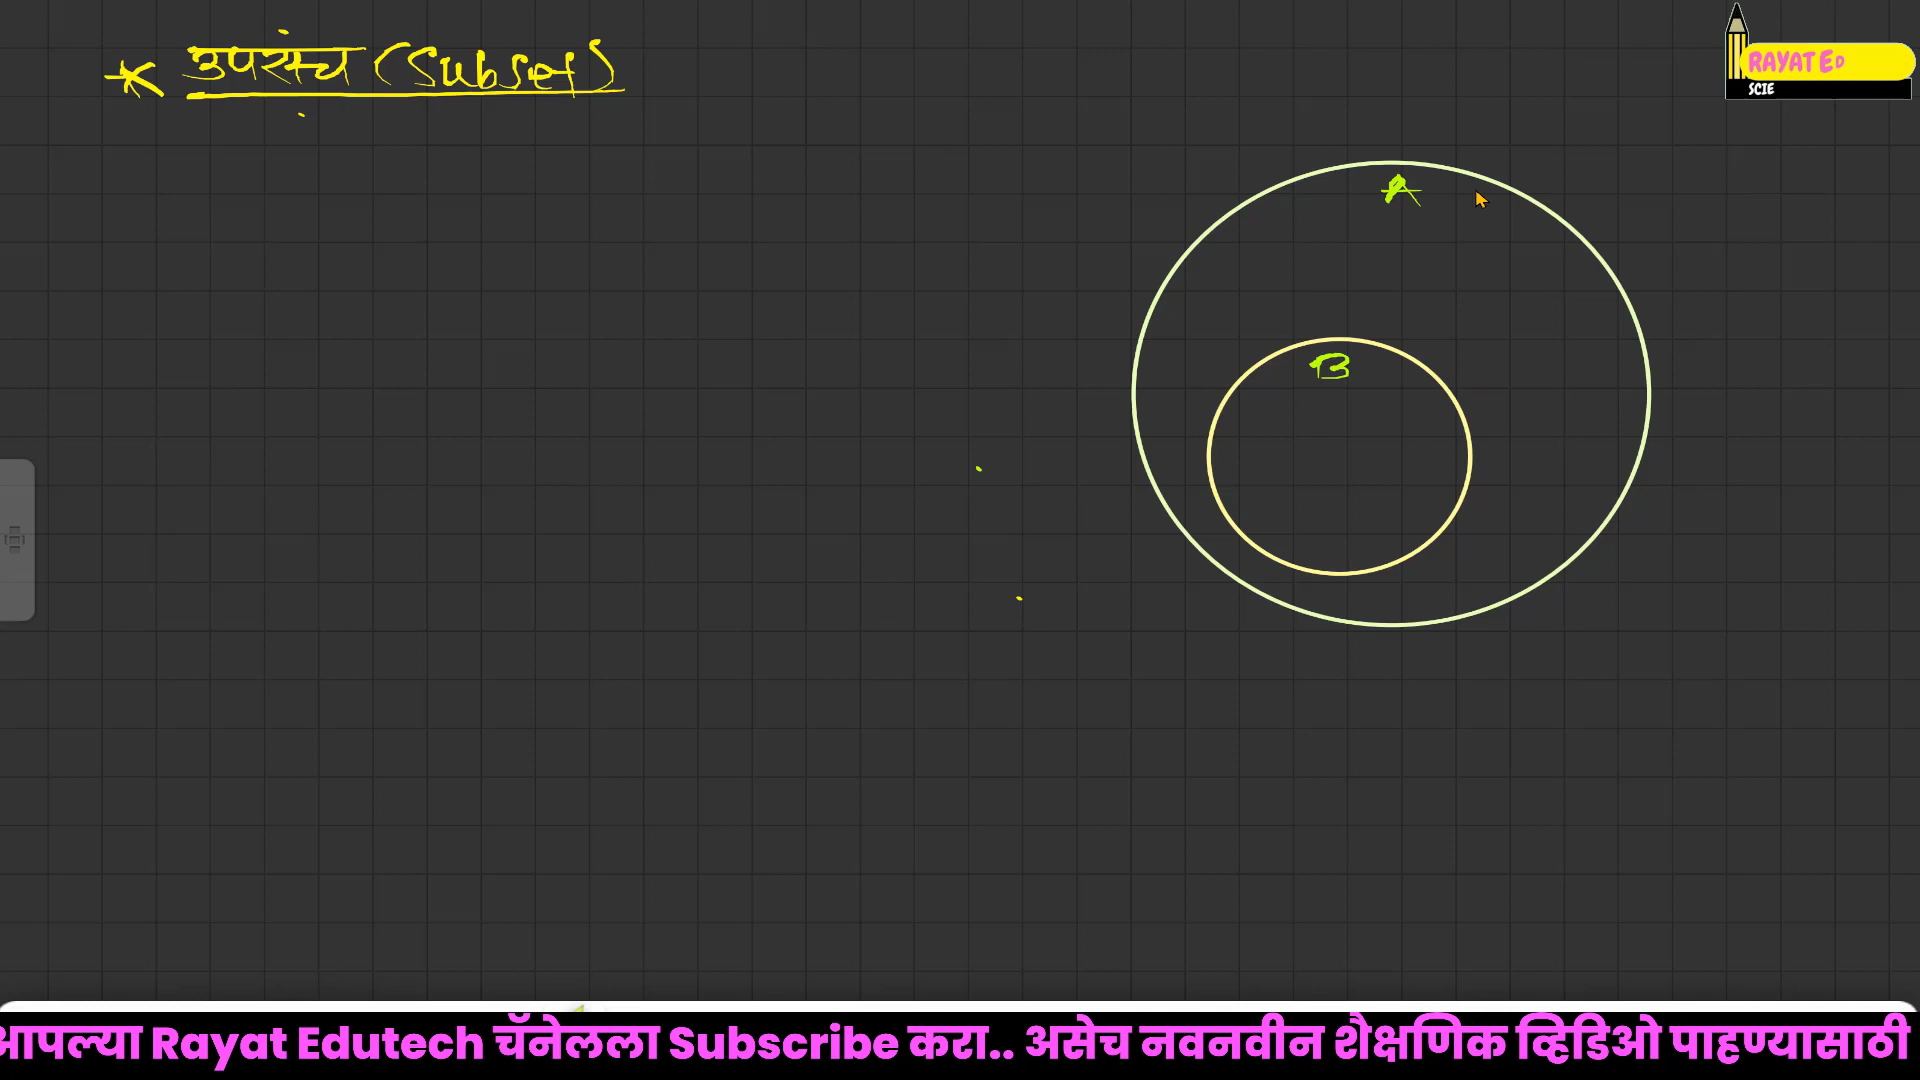 * उपसंच (Subset)
RAYAT ED
SCIE
A
B
आपल्या Rayat Edutech चॅनेलला Subscribe करा.. असेच नवनवीन शैक्षणिक व्हिडिओ पाहण्यासाठी